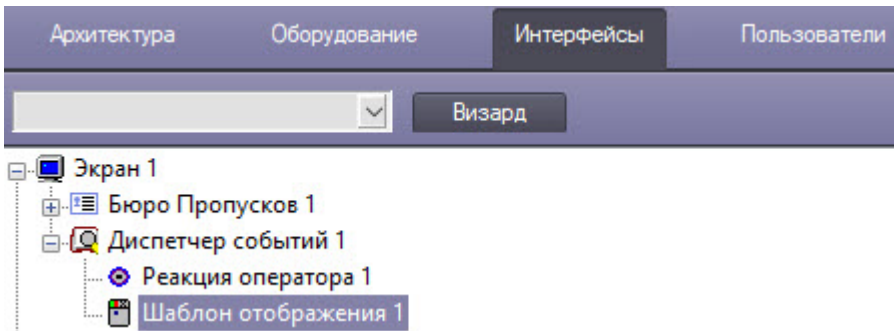 Архитектура Оборудование Интерфейсы Пользователи
Визард
Экран 1
Бюро Пропусков 1
Диспетчер событий 1
Реакция оператора 1
Шаблон отображения 1